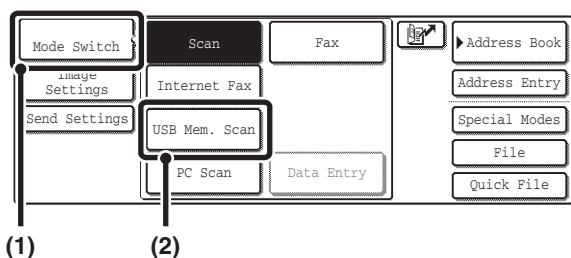 Mode Switch
Scan
Fax
Address Book
Image
Settings
Internet Fax
Address Entry
Send Settings
USB Mem. Scan
Special Modes
File
PC Scan
Data Entry
Quick File
(1)
(2)